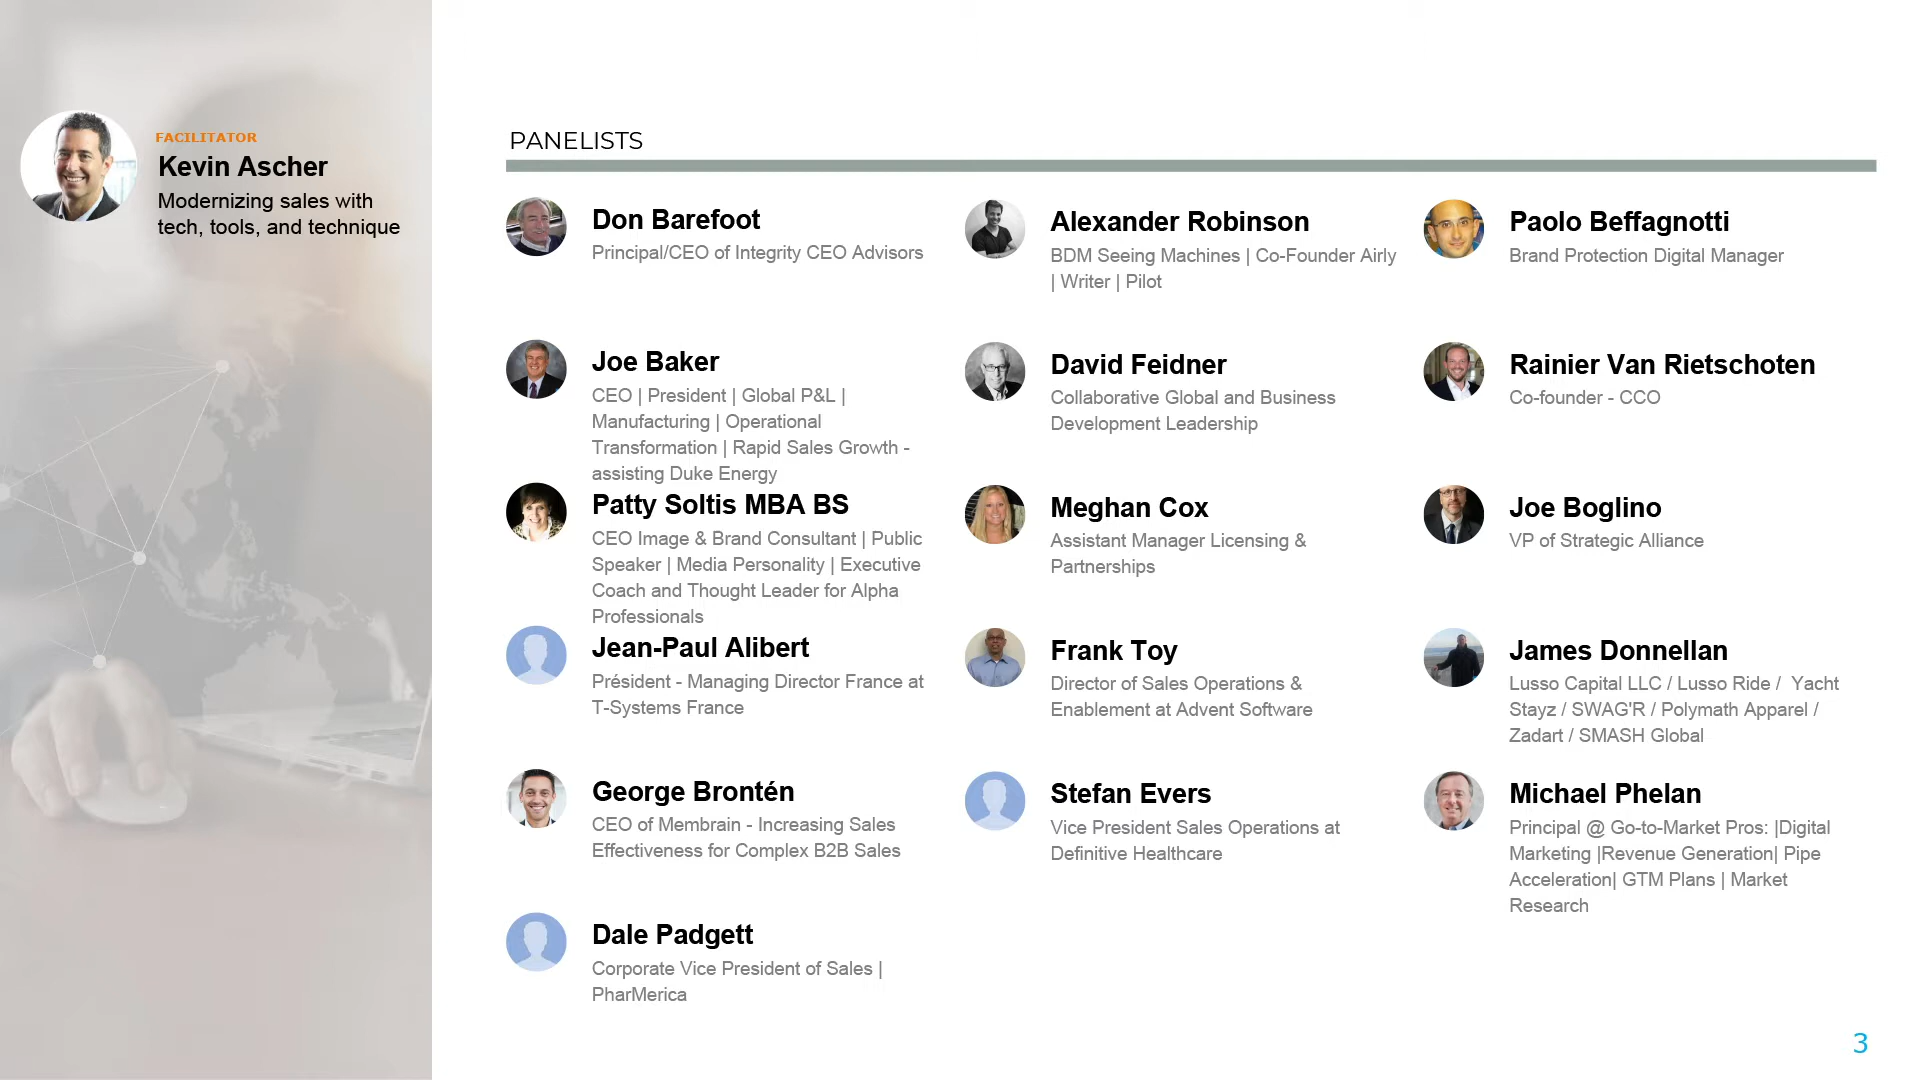 FACILITATOR
Kevin Ascher
Modernizing sales with
tech, tools, and technique
PANELISTS
Don Barefoot
Principal/CEO of Integrity CEO Advisors
Alexander Robinson
BDM Seeing Machines | Co-Founder Airly
| Writer | Pilot
Paolo Beffagnotti
Brand Protection Digital Manager
Joe Baker
CEO | President | Global P&L |
Manufacturing | Operational
Transformation | Rapid Sales Growth -
assisting Duke Energy
David Feidner
Collaborative Global and Business
Development Leadership
Rainier Van Rietschoten
Co-founder - CCO
Patty Soltis MBA BS
CEO Image & Brand Consultant | Public
Speaker | Media Personality | Executive
Coach and Thought Leader for Alpha
Professionals
Meghan Cox
Assistant Manager Licensing &
Partnerships
Joe Boglino
VP of Strategic Alliance
Jean-Paul Alibert
Président - Managing Director France at
T-Systems France
Frank Toy
Director of Sales Operations &
Enablement at Advent Software
James Donnellan
Lusso Capital LLC / Lusso Ride /  Yacht
Stayz / SWAG'R / Polymath Apparel /
Zadart / SMASH Global
George Brontén
CEO of Membrain - Increasing Sales
Effectiveness for Complex B2B Sales
Stefan Evers
Vice President Sales Operations at
Definitive Healthcare
Michael Phelan
Principal @ Go-to-Market Pros: |Digital
Marketing |Revenue Generation| Pipe
Acceleration| GTM Plans | Market
Research
Dale Padgett
Corporate Vice President of Sales |
PharMerica
3